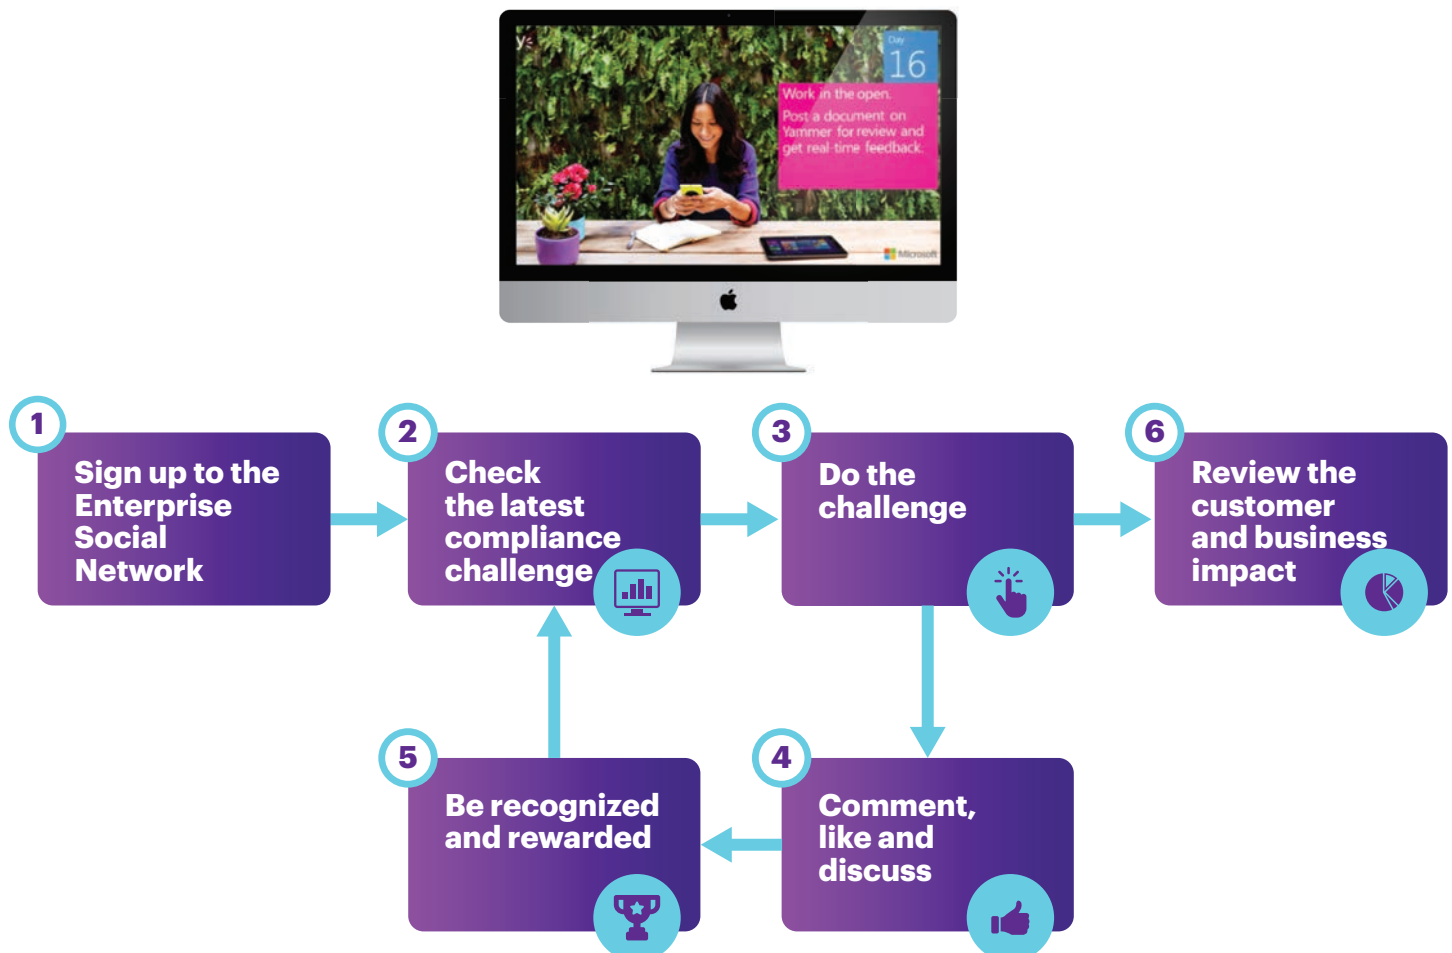 y
Day
16
Work in the open.
Post a document on
Yammer for review and
get real-time feedback.
Microsoft
1
Sign up to the
Enterprise
Social
Network
2
Check
the latest
compliance
challenge
3
Do the
challenge
6
Review the
customer
and business
impact
5
Be recognized
and rewarded
4
Comment,
like and
discuss